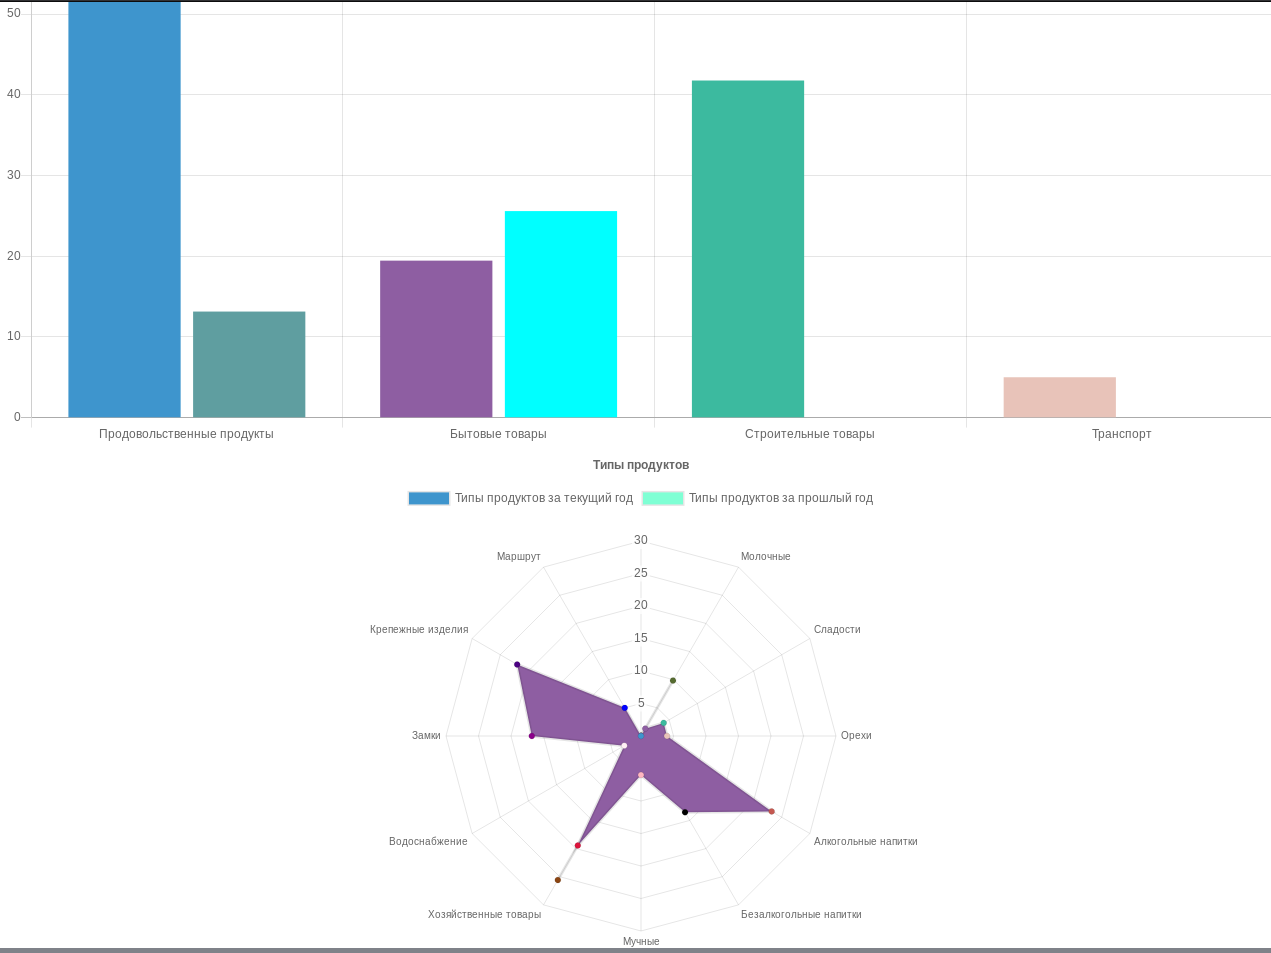 50
40
30
20
10
0
Продовольственные продукты Бытовые товары Строительные товары Транспорт
Типы продуктов
Типы продуктов за текущий год Типы продуктов за прошлый год
30
Маршрут Молочные
25
20
Крепежные изделия Сладости
15
10
5
Замки Орехи
Водоснабжение Алкогольные напитки
Хозяйственные товары Безалкогольные напитки
Мучные